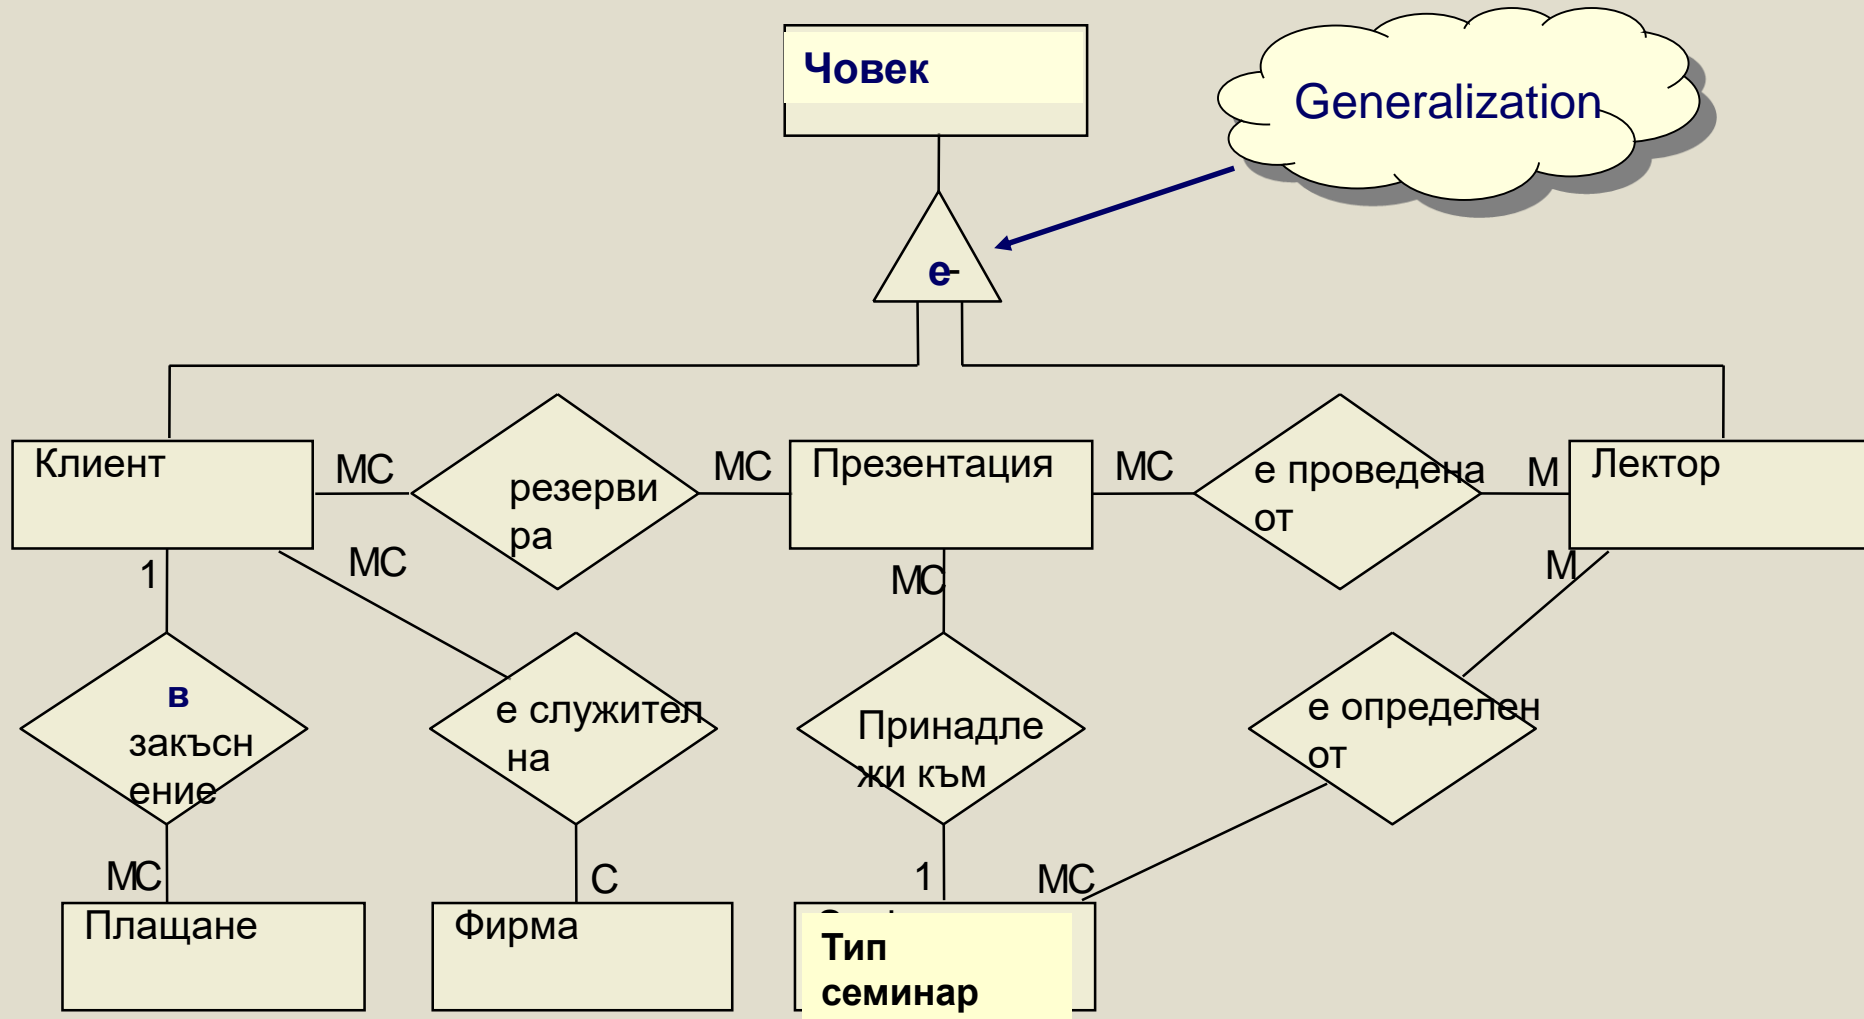 Човек
Generalization
е-
Клиент
МС
резерви
ра
МС
Презентация
МС
е проведена
от
М
Лектор
1
МС
МС
М
в
закъсн
ение
е служител
на
Принадле
жи към
е определен
от
МС
С
1
МС
Плащане
Фирма
Тип
семинар